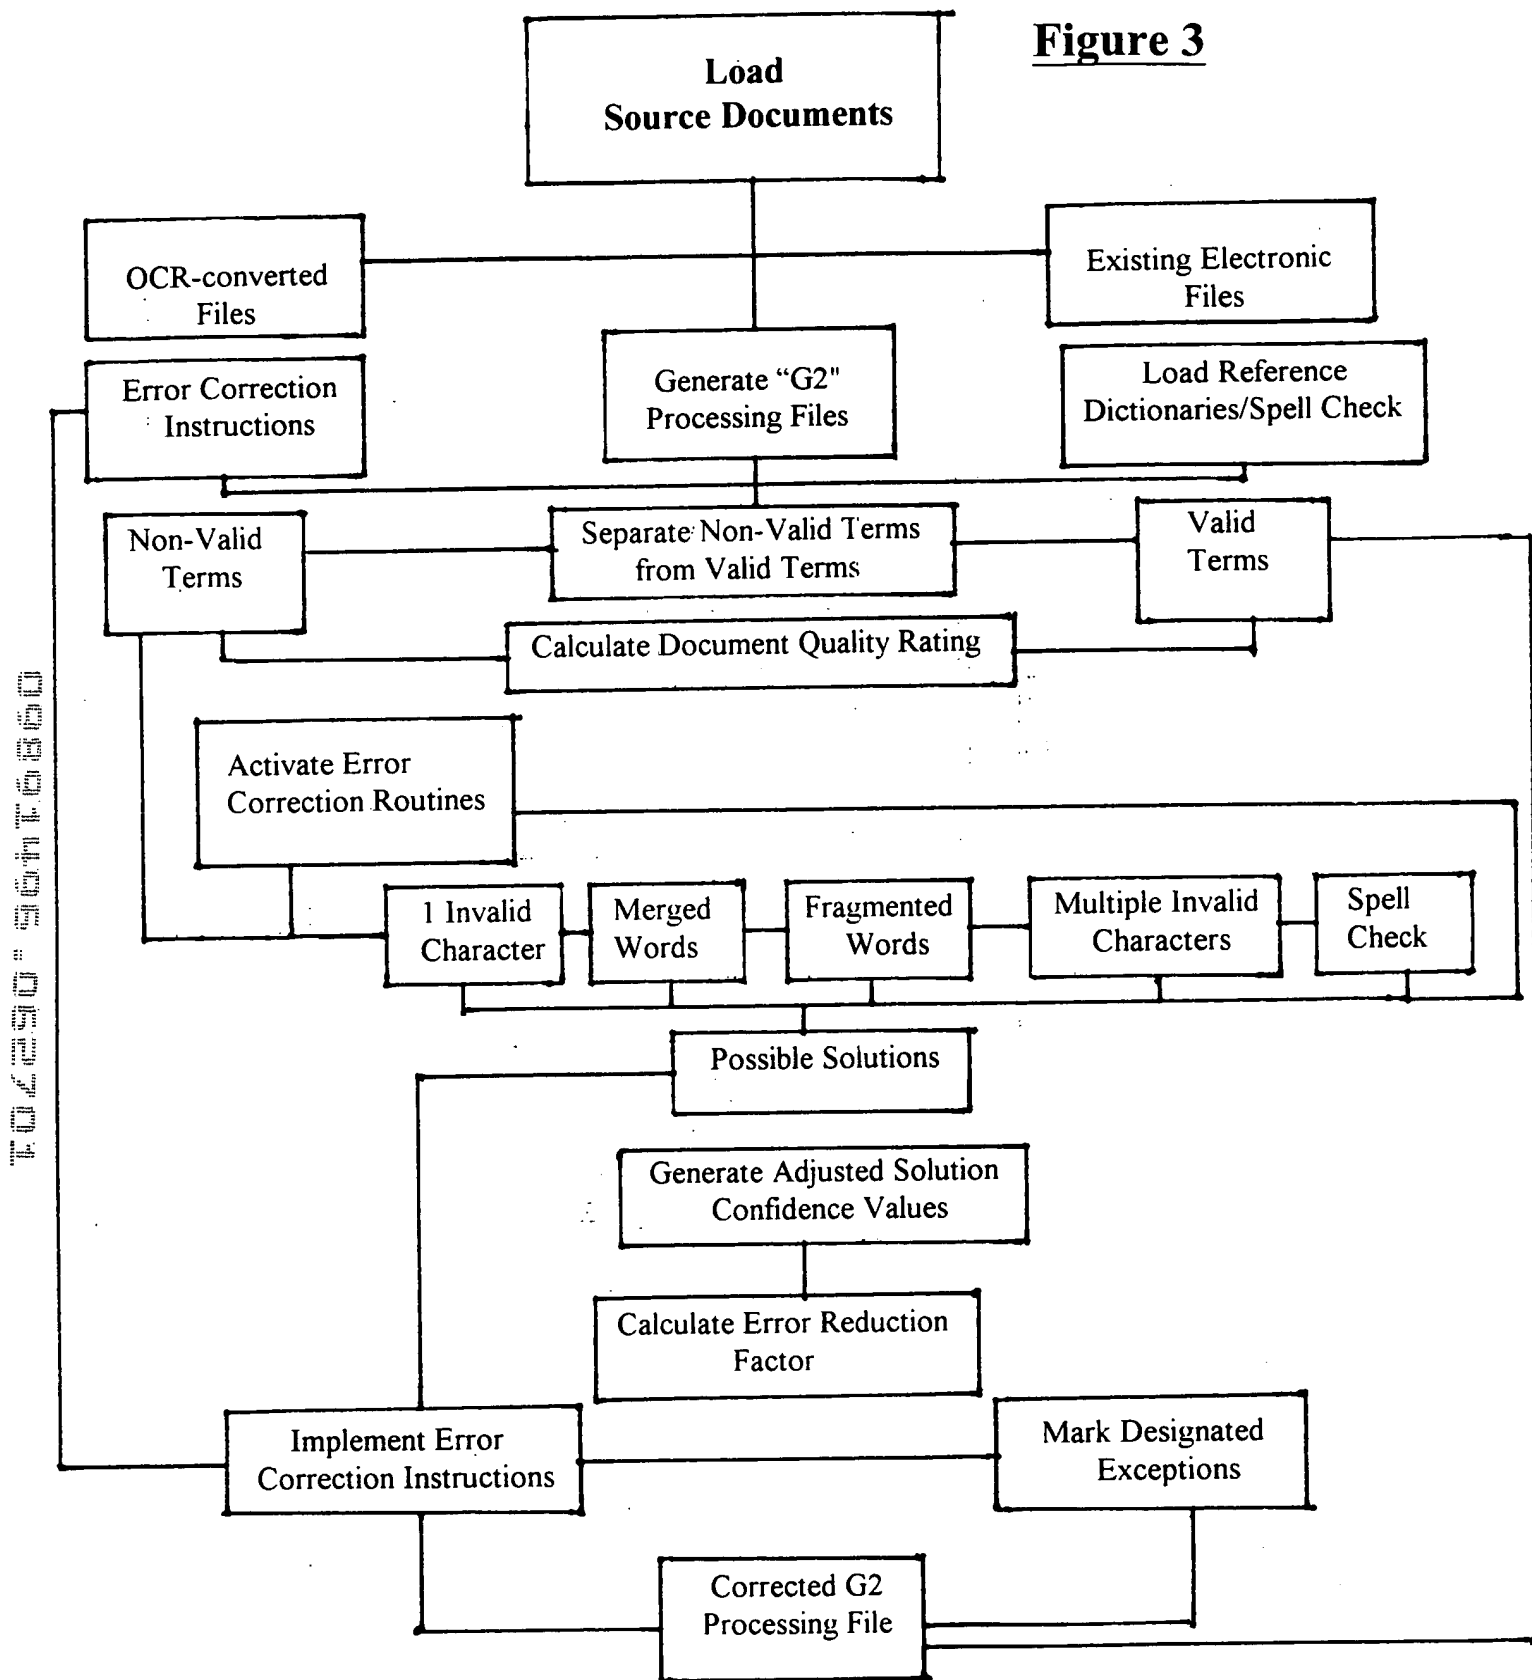 Figure 3
Load
Source Documents
OCR-converted
Files
Existing Electronic
Files
Error Correction
Instructions
Generate “G2"
Processing Files
Load Reference
Dictionaries/Spell Check
Non-Valid
Terms
Separate Non-Valid Terms
from Valid Terms
Valid
Terms
Calculate Document Quality Rating
Activate Error
Correction Routines
1 Invalid
Character
Merged
Words
Fragmented
Words
Multiple Invalid
Characters
Spell
Check
Possible Solutions
Generate Adjusted Solution
Confidence Values
Calculate Error Reduction
Factor
Implement Error
Correction Instructions
Mark Designated
Exceptions
Corrected G2
Processing File